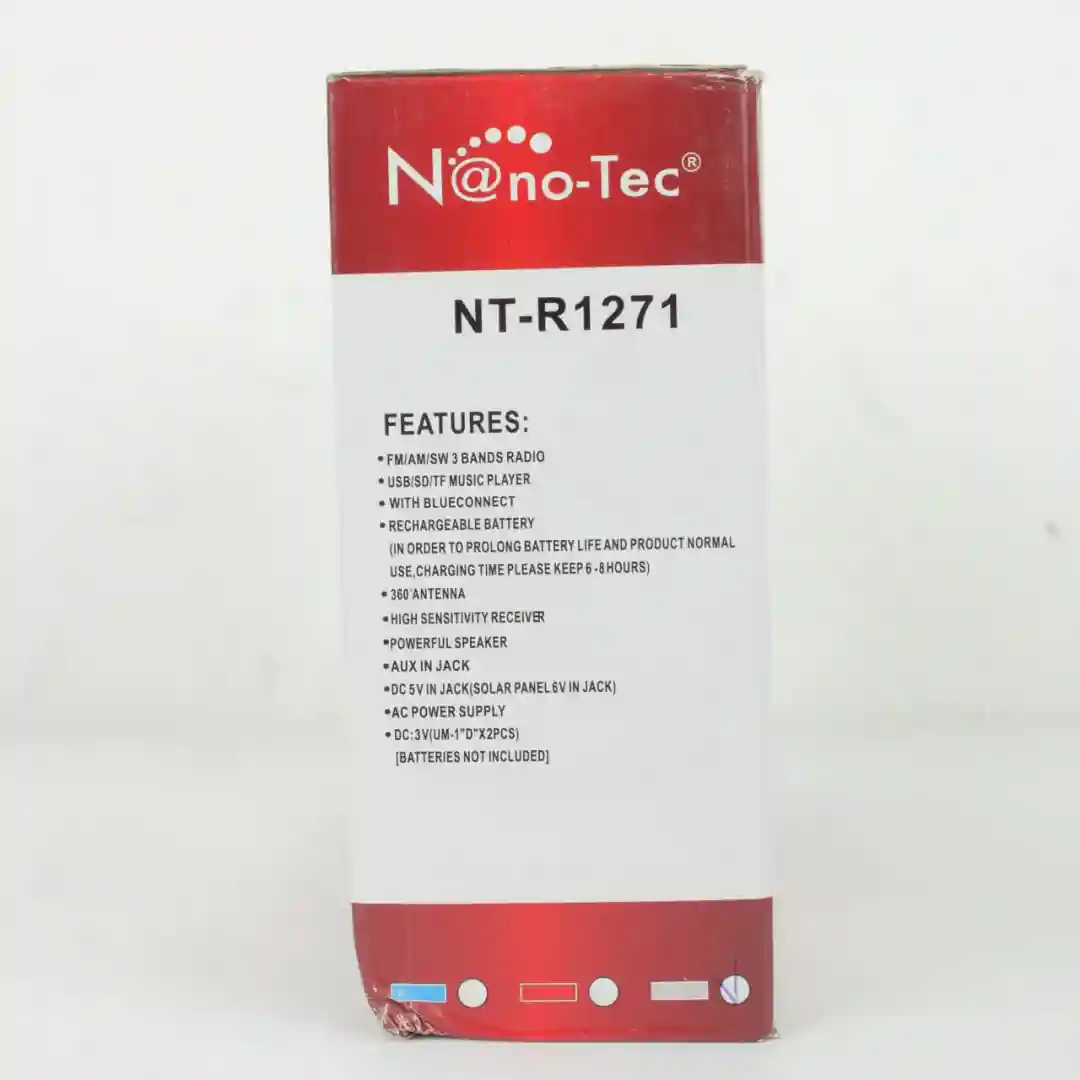 N@no-Tec®
NT-R1271
FEATURES:
•FM/AM/SW 3 BANDS RADIO
•USB/SD/TF MUSIC PLAYER
•WITH BLUECONNECT
•RECHARGEABLE BATTERY
(IN ORDER TO PROLONG BATTERY LIFE AND PRODUCT NORMAL
USE,CHARGING TIME PLEASE KEEP 6-8 HOURS)
•360°ANTENNA
•HIGH SENSITIVITY RECEIVER
•POWERFUL SPEAKER
•AUX IN JACK
•DC 5V IN JACK(SOLAR PANEL 6V IN JACK)
•AC POWER SUPPLY
•DC:3V(UM-1"D"X2PCS)
[BATTERIES NOT INCLUDED]